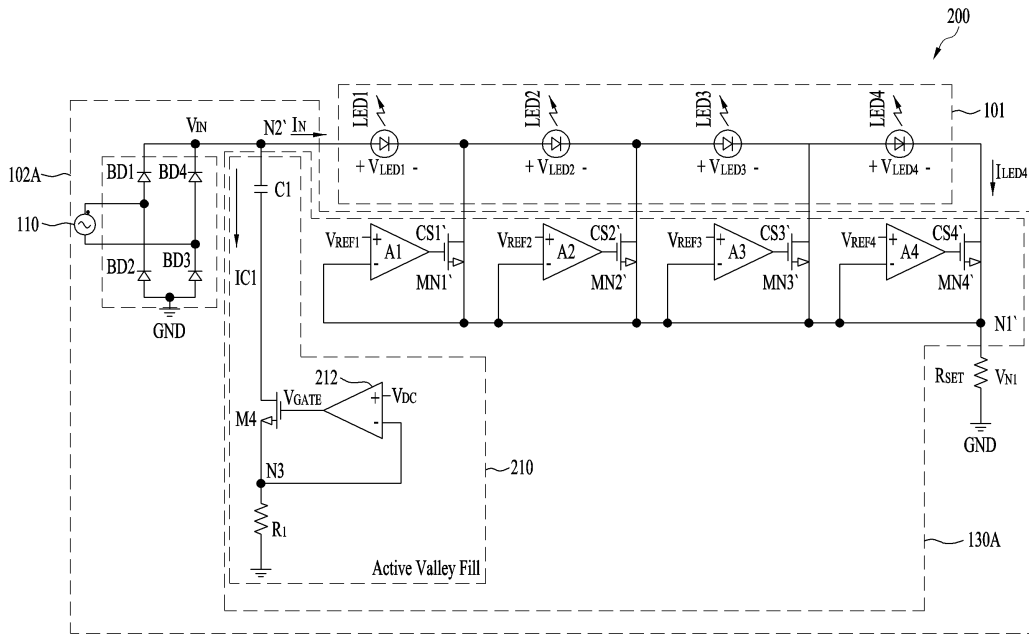 200
LED1
LED2
LED3
LED4
101
VIN
N2`
IN
+ VLED1 -
+ VLED2 -
+ VLED3 -
+ VLED4 -
ILED4
102A
BD1
BD4
C1
110
VREF1
+
-
A1
CS1`
MN1`
VREF2
+
-
A2
CS2`
MN2`
VREF3
+
-
A3
CS3`
MN3`
VREF4
+
-
A4
CS4`
MN4`
BD2
BD3
IC1
GND
N1`
RSET
VN1
GND
212
VGATE
+
-
VDC
M4
N3
210
R1
130A
Active Valley Fill